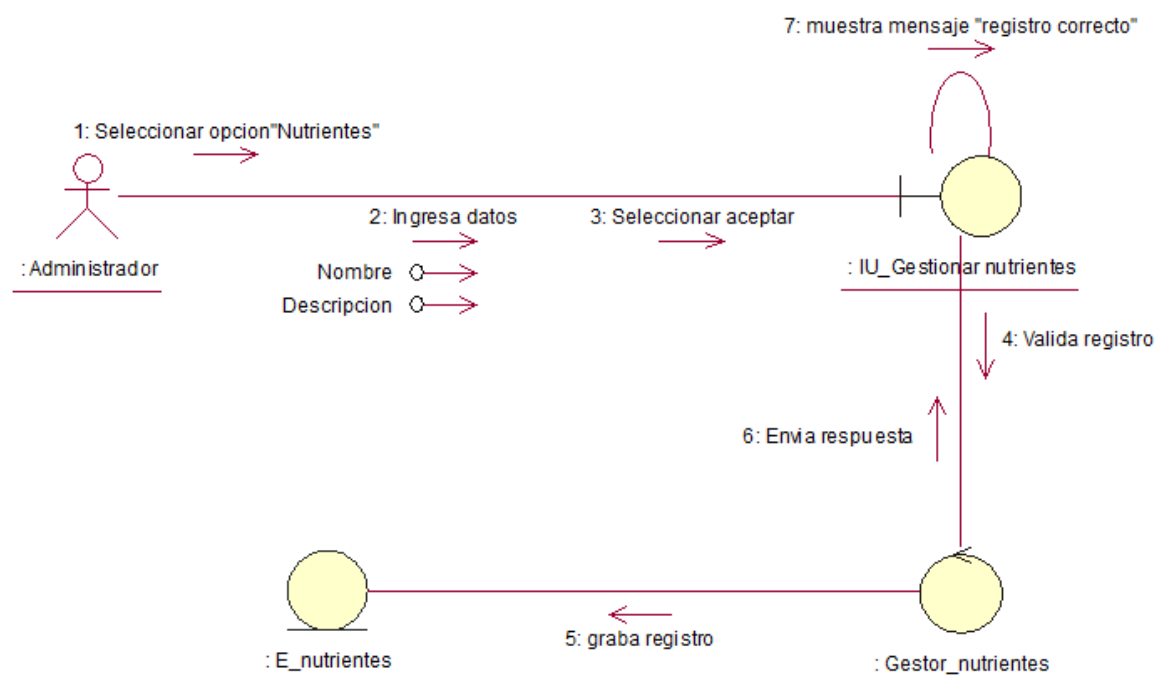 7: muestra mensaje "registro correcto"
1: Seleccionar opcion"Nutrientes"
2: Ingresa datos
3: Seleccionar aceptar
: Administrador
Nombre
: IU_Gestionar nutrientes
Descripcion
4: Valida registro
6: Envia respuesta
5: graba registro
: E_nutrientes
: Gestor_nutrientes